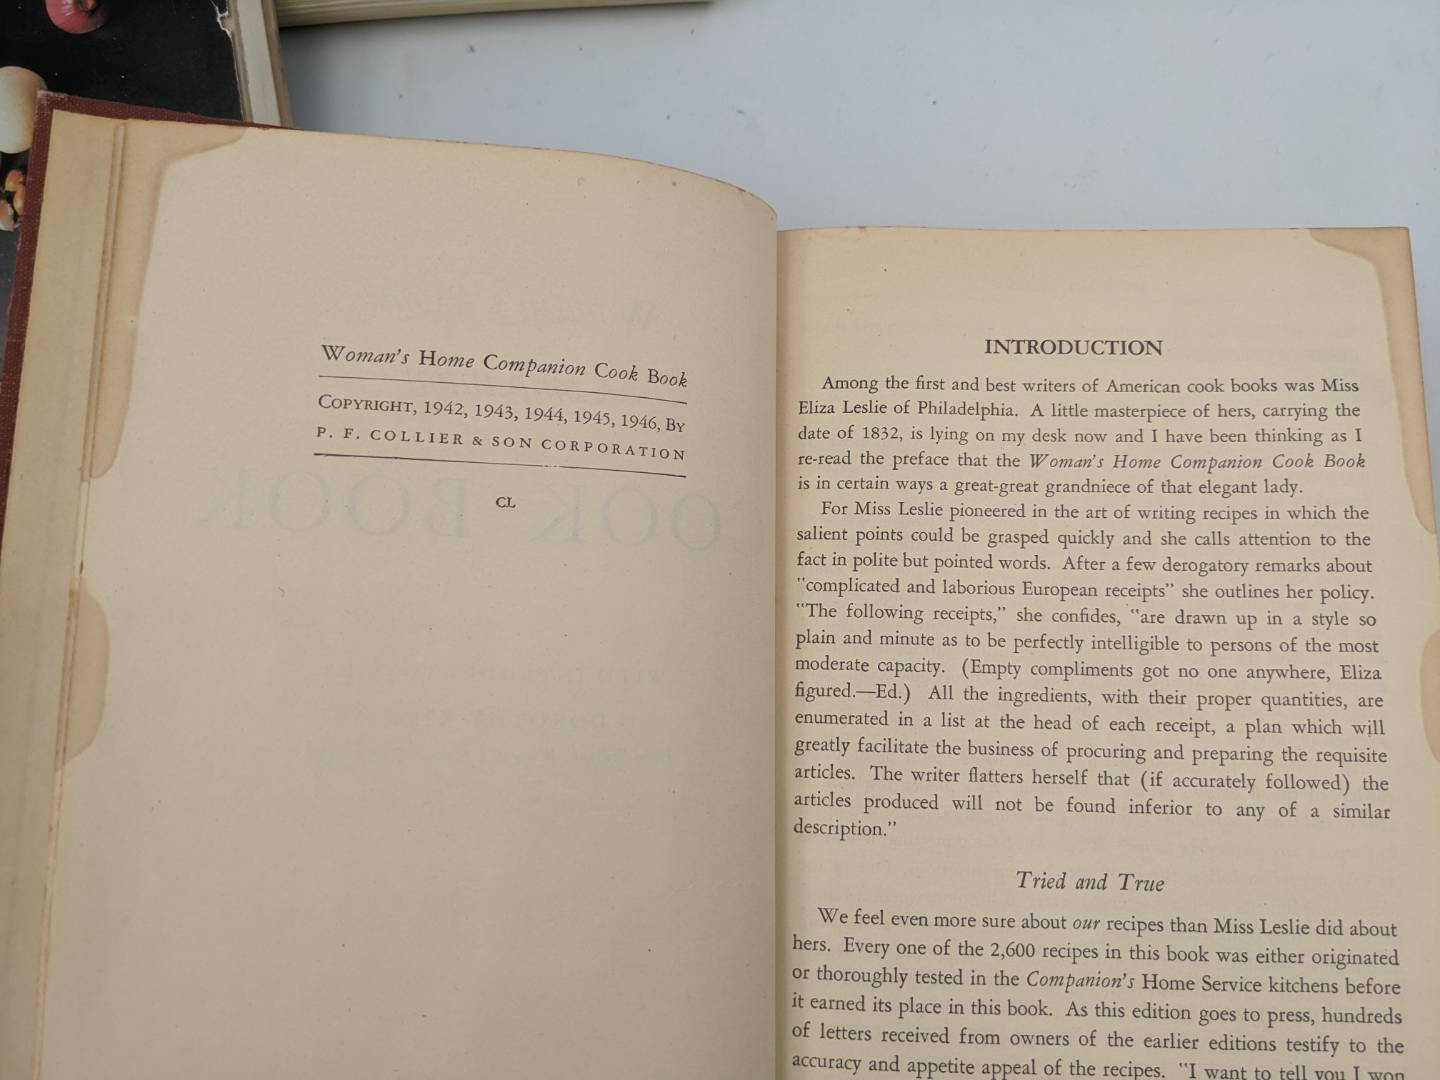 Woman's Home Companion Cook Book
COPYRIGHT, 1942, 1943, 1944, 1945, 1946, BY
P. F. COLLIER & SON CORPORATION
CL
INTRODUCTION
Among the first and best writers of American cook books was Miss
Eliza Leslie of Philadelphia. A little masterpiece of hers, carrying the
date of 1832, is lying on my desk now and I have been thinking as I
re-read the preface that the Woman's Home Companion Cook Book
is in certain ways a great-great grandniece of that elegant lady.
For Miss Leslie pioneered in the art of writing recipes in which the
salient points could be grasped quickly and she calls attention to the
fact in polite but pointed words. After a few derogatory remarks about
"complicated and laborious European receipts" she outlines her policy.
"The following receipts," she confides, "are drawn up in a style so
plain and minute as to be perfectly intelligible to persons of the most
moderate capacity. (Empty compliments got no one anywhere, Eliza
figured.—Ed.) All the ingredients, with their proper quantities, are
enumerated in a list at the head of each receipt, a plan which will
greatly facilitate the business of procuring and preparing the requisite
articles. The writer flatters herself that (if accurately followed) the
articles produced will not be found inferior to any of a similar
description."
Tried and True
We feel even more sure about our recipes than Miss Leslie did about
hers. Every one of the 2,600 recipes in this book was either originated
or thoroughly tested in the Companion's Home Service kitchens before
it earned its place in this book. As this edition goes to press, hundreds
of letters received from owners of the earlier editions testify to the
accuracy and appetite appeal of the recipes. "I want to tell you I won